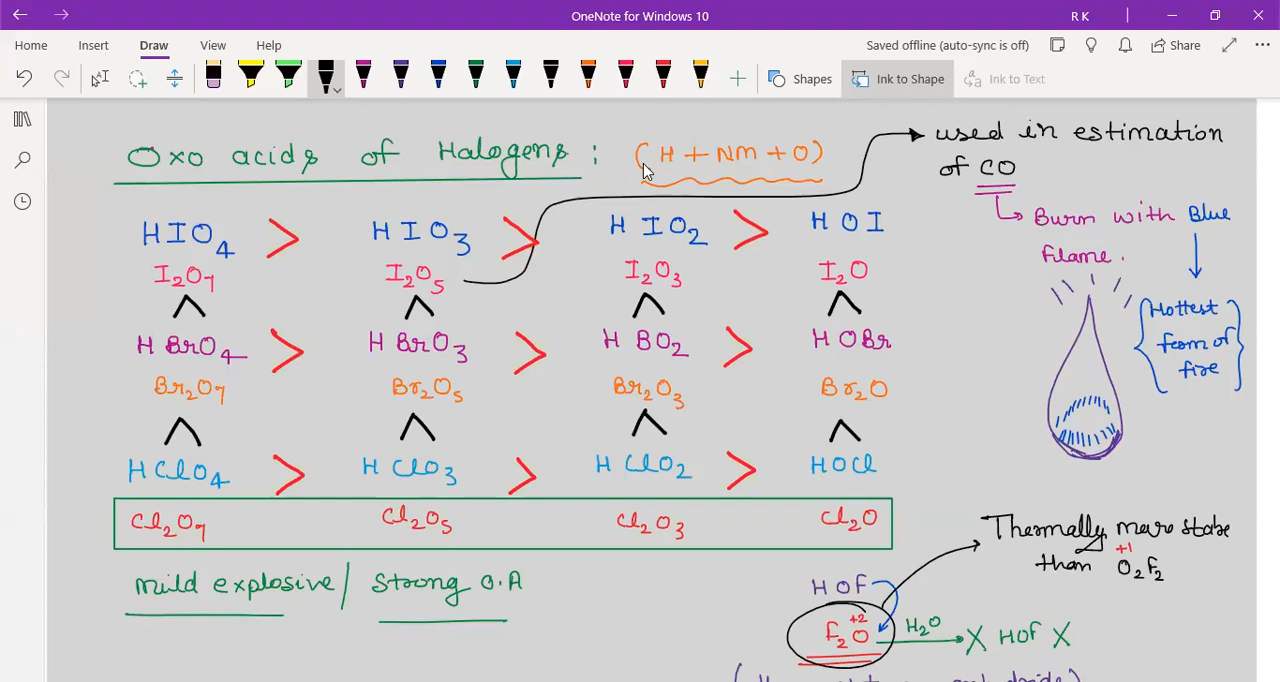 OneNote for Windows 10
R K
Home Insert Draw View Help
Saved offline (auto-sync is off)
Share
Shapes
Ink to Shape
Ink to Text
Oxo acids of Halogens : (H + NM + O)
used in estimation
of CO
Burn with Blue
flame.
{Hottest
form of
fire}
HIO4 > HIO3 > HIO2 > HOI
I2O7 I2O5 I2O3 I2O
^ ^ ^ ^
HBrO4 > HBrO3 > HBO2 > HOBr
Br2O7 Br2O5 Br2O3 Br2O
^ ^ ^ ^
HClO4 > HClO3 > HClO2 > HOCl
Cl2O7 Cl2O5 Cl2O3 Cl2O
Mild explosive / Strong O.A
Thermally more stabe
+1
than O2F2
HOF
+2
F2O H2O X HOF X